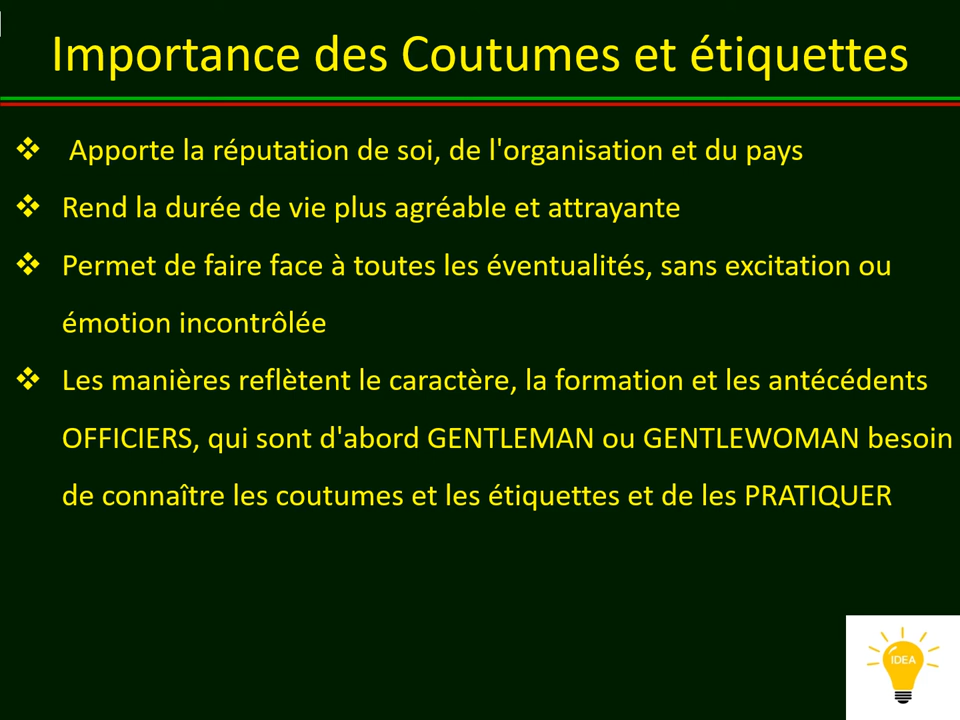 Importance des Coutumes et étiquettes
❖ Apporte la réputation de soi, de l'organisation et du pays
❖ Rend la durée de vie plus agréable et attrayante
❖ Permet de faire face à toutes les éventualités, sans excitation ou
émotion incontrôlée
❖ Les manières reflètent le caractère, la formation et les antécédents
OFFICIERS, qui sont d'abord GENTLEMAN ou GENTLEWOMAN besoin
de connaître les coutumes et les étiquettes et de les PRATIQUER
IDEA